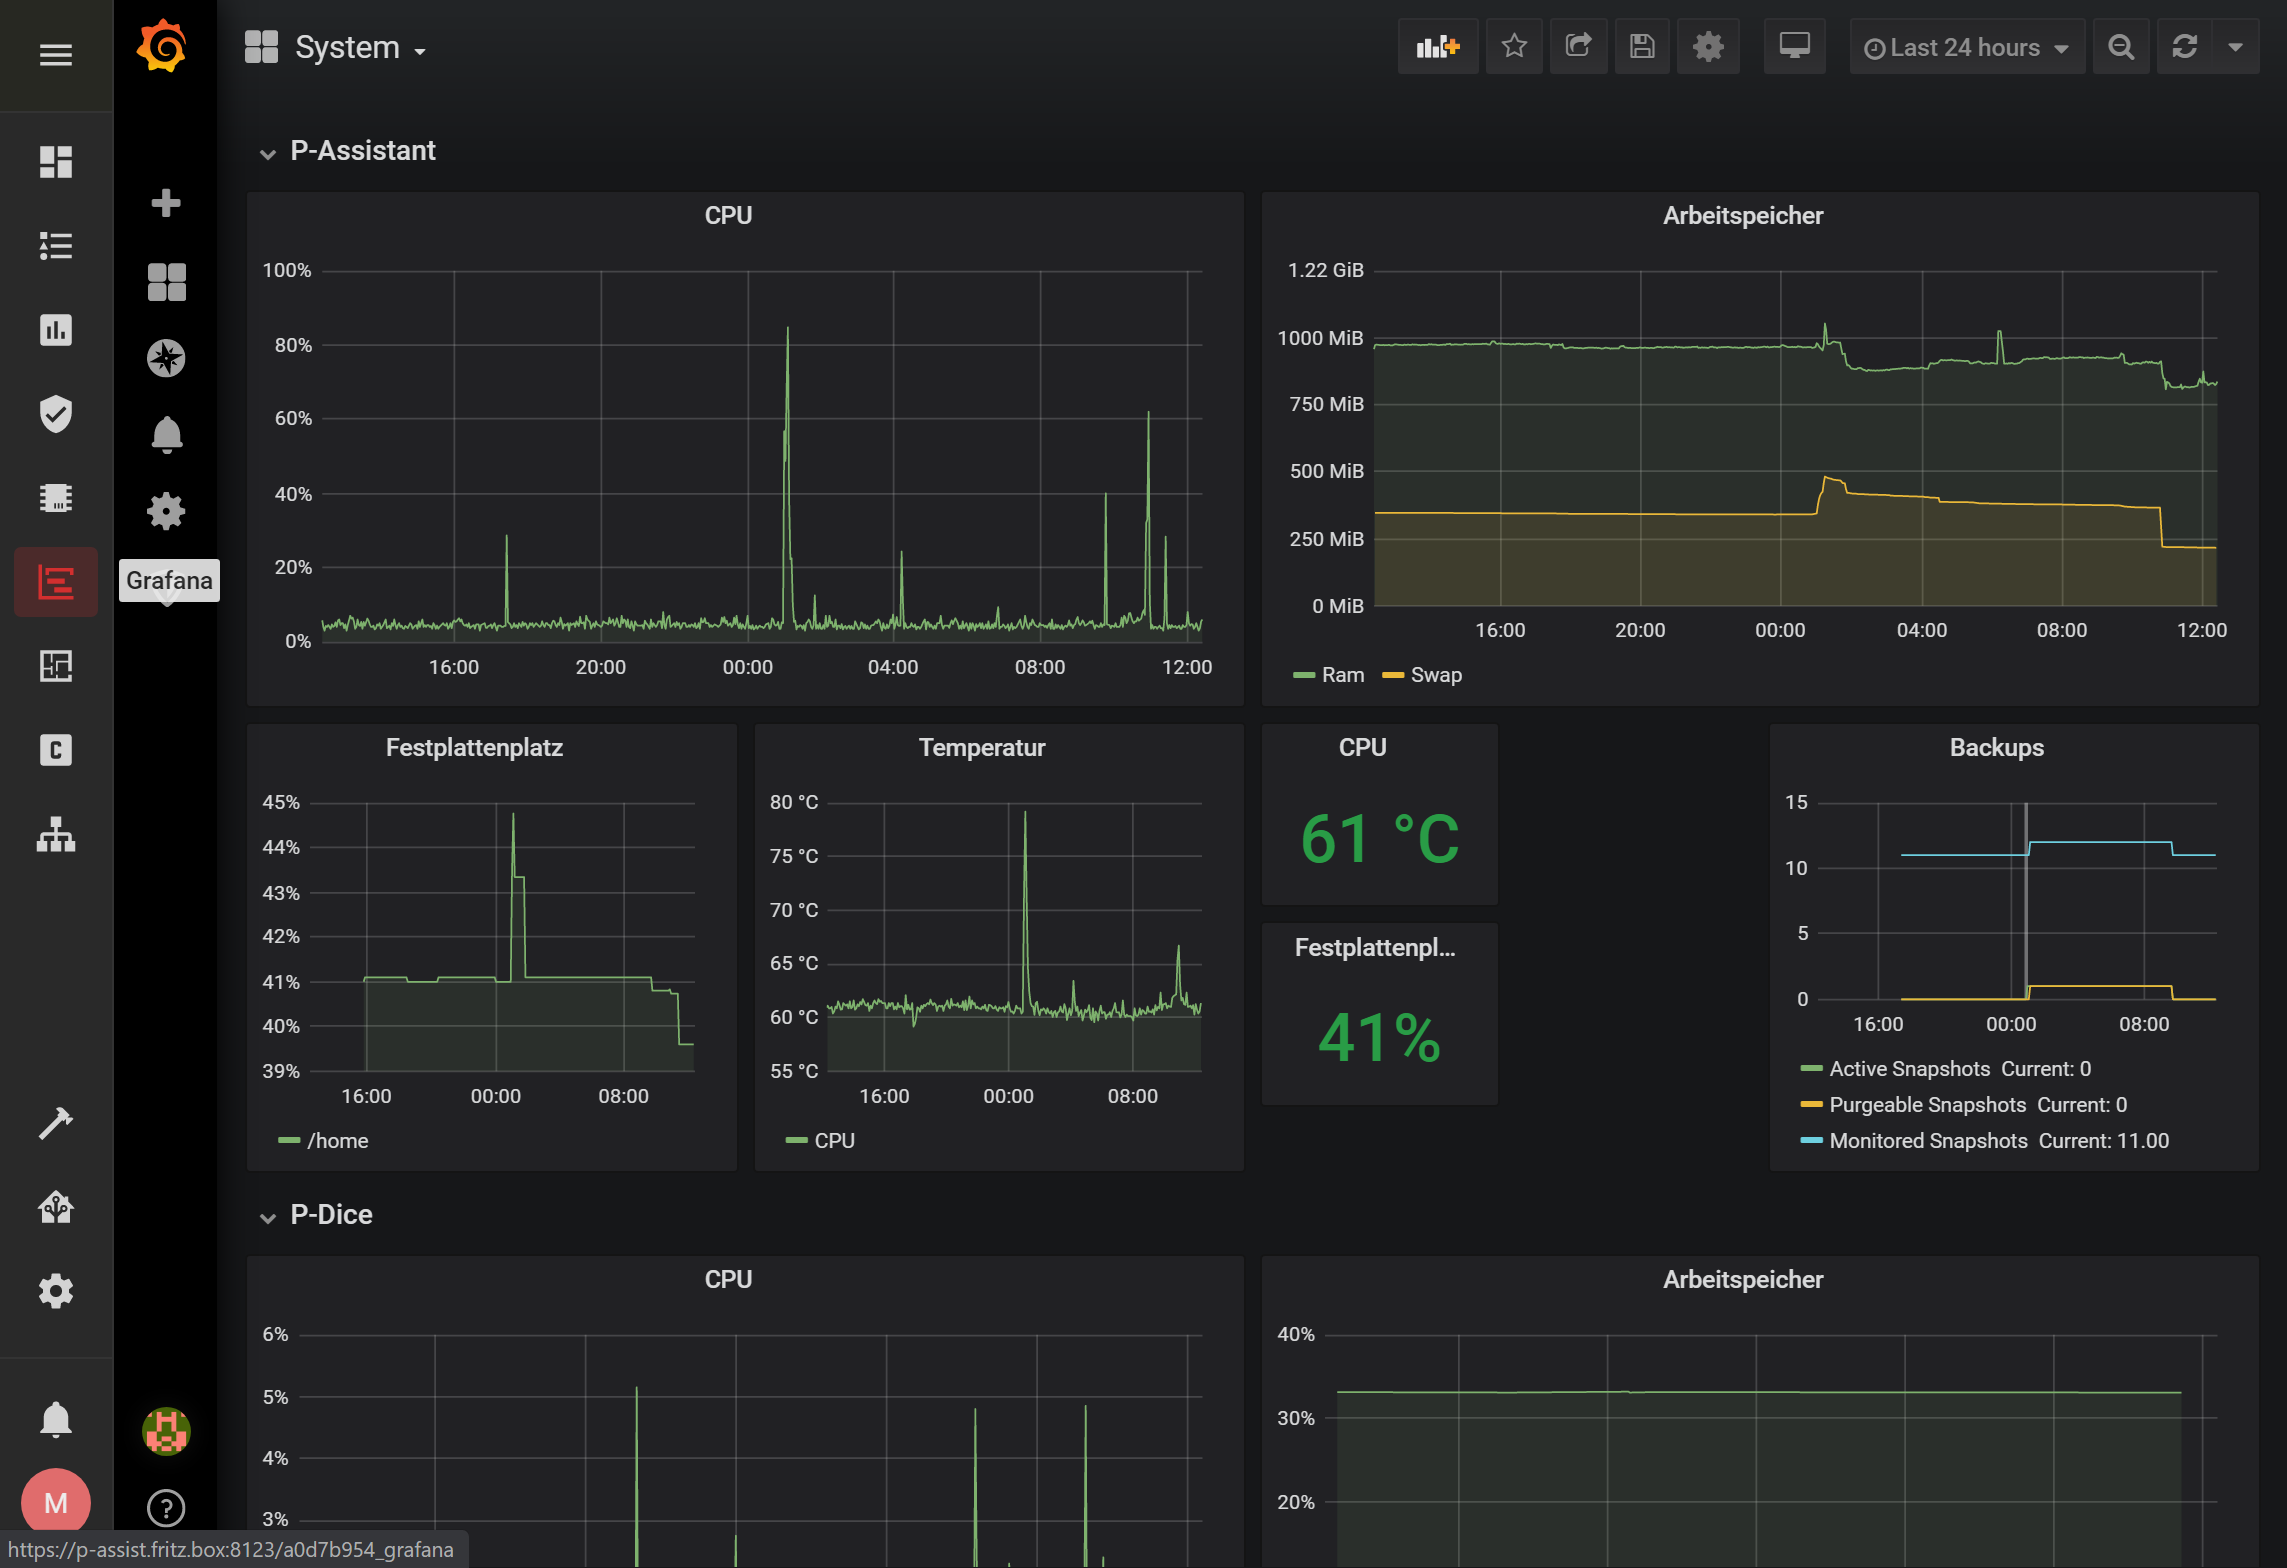 System
Last 24 hours
P-Assistant
CPU
100%
80%
60%
40%
20%
0%
16:00 20:00 00:00 04:00 08:00 12:00
Arbeitspeicher
1.22 GiB
1000 MiB
750 MiB
500 MiB
250 MiB
0 MiB
16:00 20:00 00:00 04:00 08:00 12:00
Ram Swap
Grafana
Festplattenplatz
45%
44%
43%
42%
41%
40%
39%
16:00 00:00 08:00
/home
Temperatur
80 °C
75 °C
70 °C
65 °C
60 °C
55 °C
16:00 00:00 08:00
CPU
CPU
61 °C
Festplattenpl...
41%
Backups
15
10
5
0
16:00 00:00 08:00
Active Snapshots Current: 0
Purgeable Snapshots Current: 0
Monitored Snapshots Current: 11.00
P-Dice
CPU
6%
5%
4%
3%
Arbeitspeicher
40%
30%
20%
C
M
?
https://p-assist.fritz.box:8123/a0d7b954_grafana